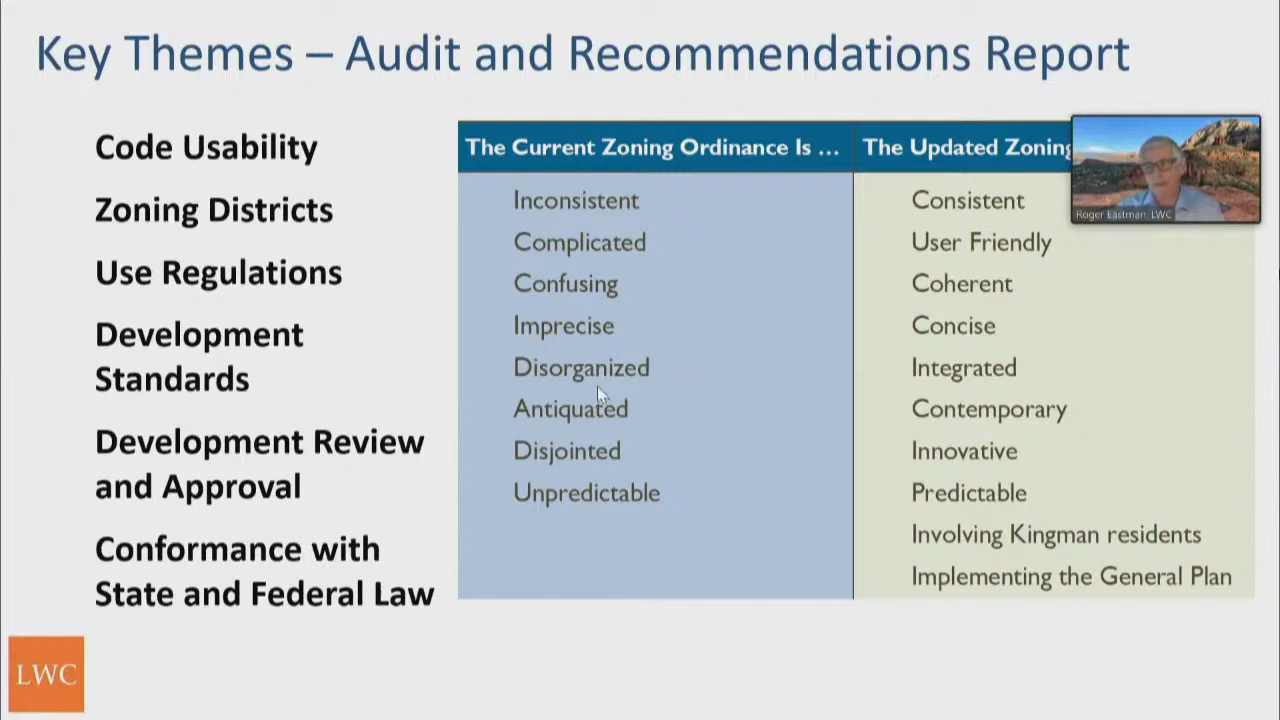 Key Themes – Audit and Recommendations Report
Code Usability
Zoning Districts
Use Regulations
Development
Standards
Development Review
and Approval
Conformance with
State and Federal Law
The Current Zoning Ordinance Is …
Inconsistent
Complicated
Confusing
Imprecise
Disorganized
Antiquated
Disjointed
Unpredictable
The Updated Zoning
Consistent
User Friendly
Coherent
Concise
Integrated
Contemporary
Innovative
Predictable
Involving Kingman residents
Implementing the General Plan
Roger Eastman, LWC
LWC